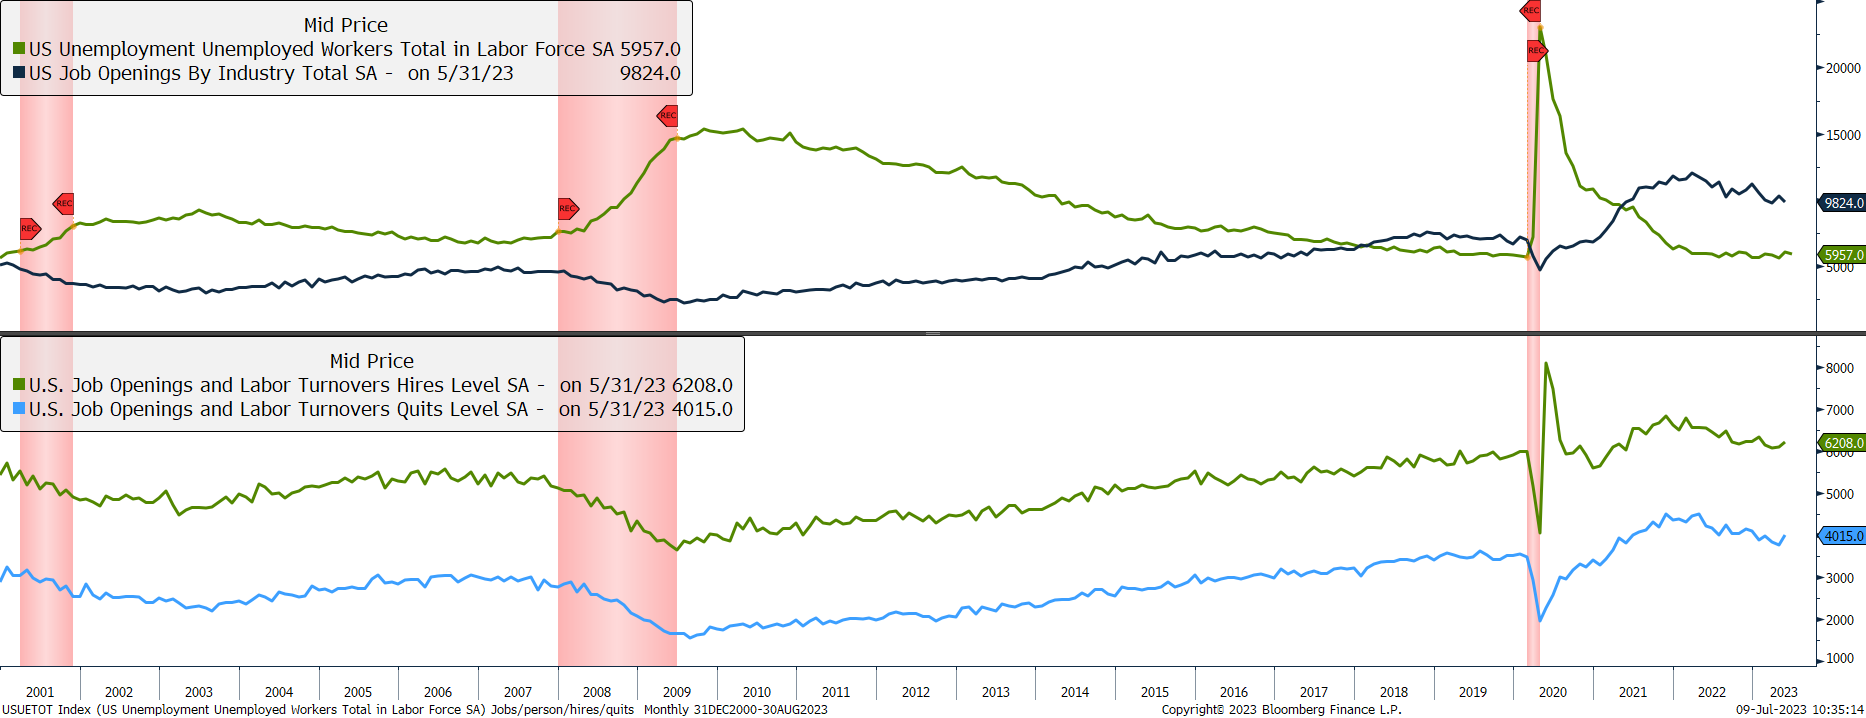 Mid Price
US Unemployment Unemployed Workers Total in Labor Force SA 5957.0
US Job Openings By Industry Total SA - on 5/31/23 9824.0
REC
REC
REC
REC
REC
REC
20000
15000
9824.0
5957.0
5000
Mid Price
U.S. Job Openings and Labor Turnovers Hires Level SA - on 5/31/23 6208.0
U.S. Job Openings and Labor Turnovers Quits Level SA - on 5/31/23 4015.0
8000
7000
6208.0
6000
5000
4015.0
3000
2000
1000
2001 2002 2003 2004 2005 2006 2007 2008 2009 2010 2011 2012 2013 2014 2015 2016 2017 2018 2019 2020 2021 2022 2023
USUETOT Index (US Unemployment Unemployed Workers Total in Labor Force SA) Jobs/person/hires/quits Monthly 31DEC2000-30AUG2023 Copyright© 2023 Bloomberg Finance L.P. 09-Jul-2023 10:35:14